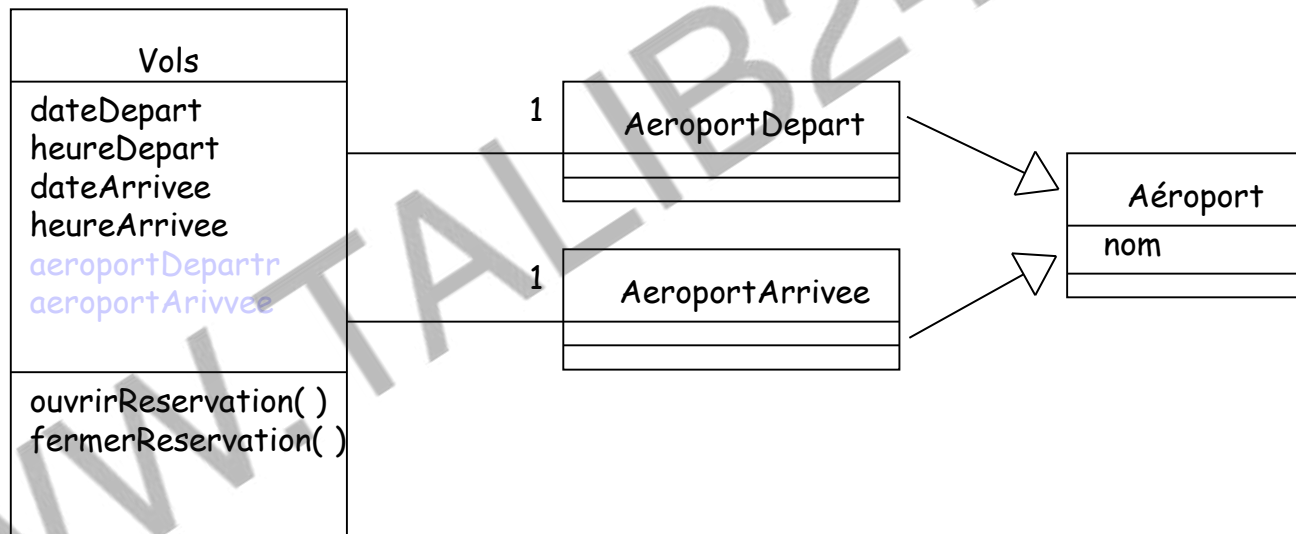 Vols
dateDepart
heureDepart
dateArrivee
heureArrivee
aeroportDepartr
aeroportArivvee
ouvrirReservation( )
fermerReservation( )
1
AeroportDepart
1
AeroportArrivee
Aéroport
nom